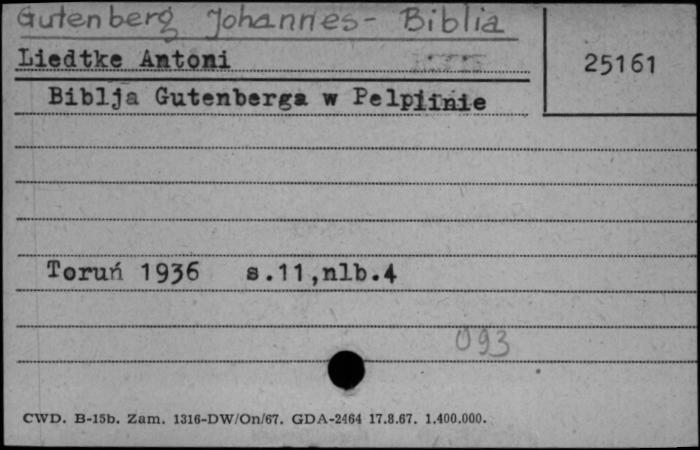 Gutenberg Johannes - Biblia
Liedtke Antoni
25161
Biblja Gutenberga w Pelplinie
Toruń 1936 s.11,nlb.4
093
CWD. B-15b. Zam. 1316-DW/On/67. GDA-2464 17.8.67. 1.400.000.